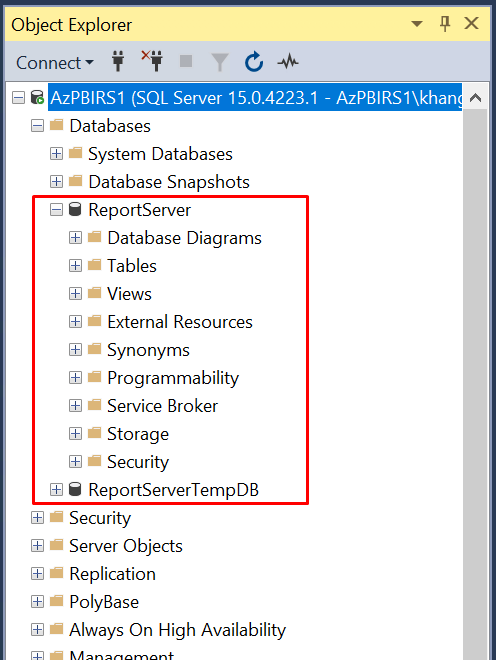 Object Explorer
Connect
AzPBIRS1 (SQL Server 15.0.4223.1 - AzPBIRS1\khang
Databases
System Databases
Database Snapshots
ReportServer
Database Diagrams
Tables
Views
External Resources
Synonyms
Programmability
Service Broker
Storage
Security
ReportServerTempDB
Security
Server Objects
Replication
PolyBase
Always On High Availability
Management